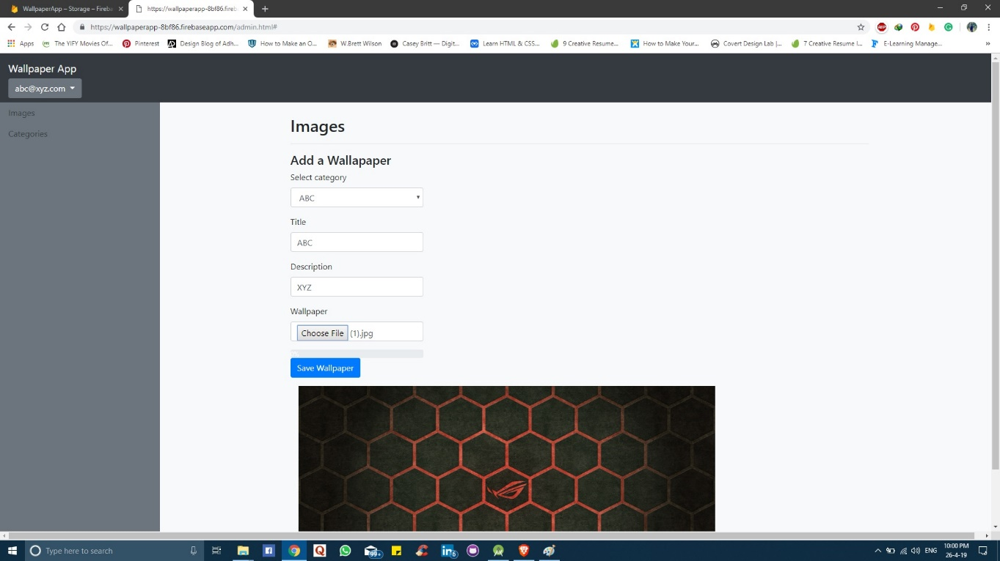 WallpaperApp – Storage – Fireba
https://wallpaperapp-8bf86.fireb
https://wallpaperapp-8bf86.firebaseapp.com/admin.html#
ABP
Apps
The YIFY Movies Of...
Pinterest
Design Blog of Adh...
How to Make an O...
W.Brett Wilson
Casey Britt — Digit...
Learn HTML & CSS...
9 Creative Resume...
How to Make Your...
Covert Design Lab |...
7 Creative Resume I...
E-Learning Manage...
Wallpaper App
abc@xyz.com
Images
Categories
Images
Add a Wallapaper
Select category
ABC
Title
ABC
Description
XYZ
Wallpaper
Choose File (1).jpg
Save Wallpaper
Type here to search
99+
6
ENG
10:00 PM
26-4-19